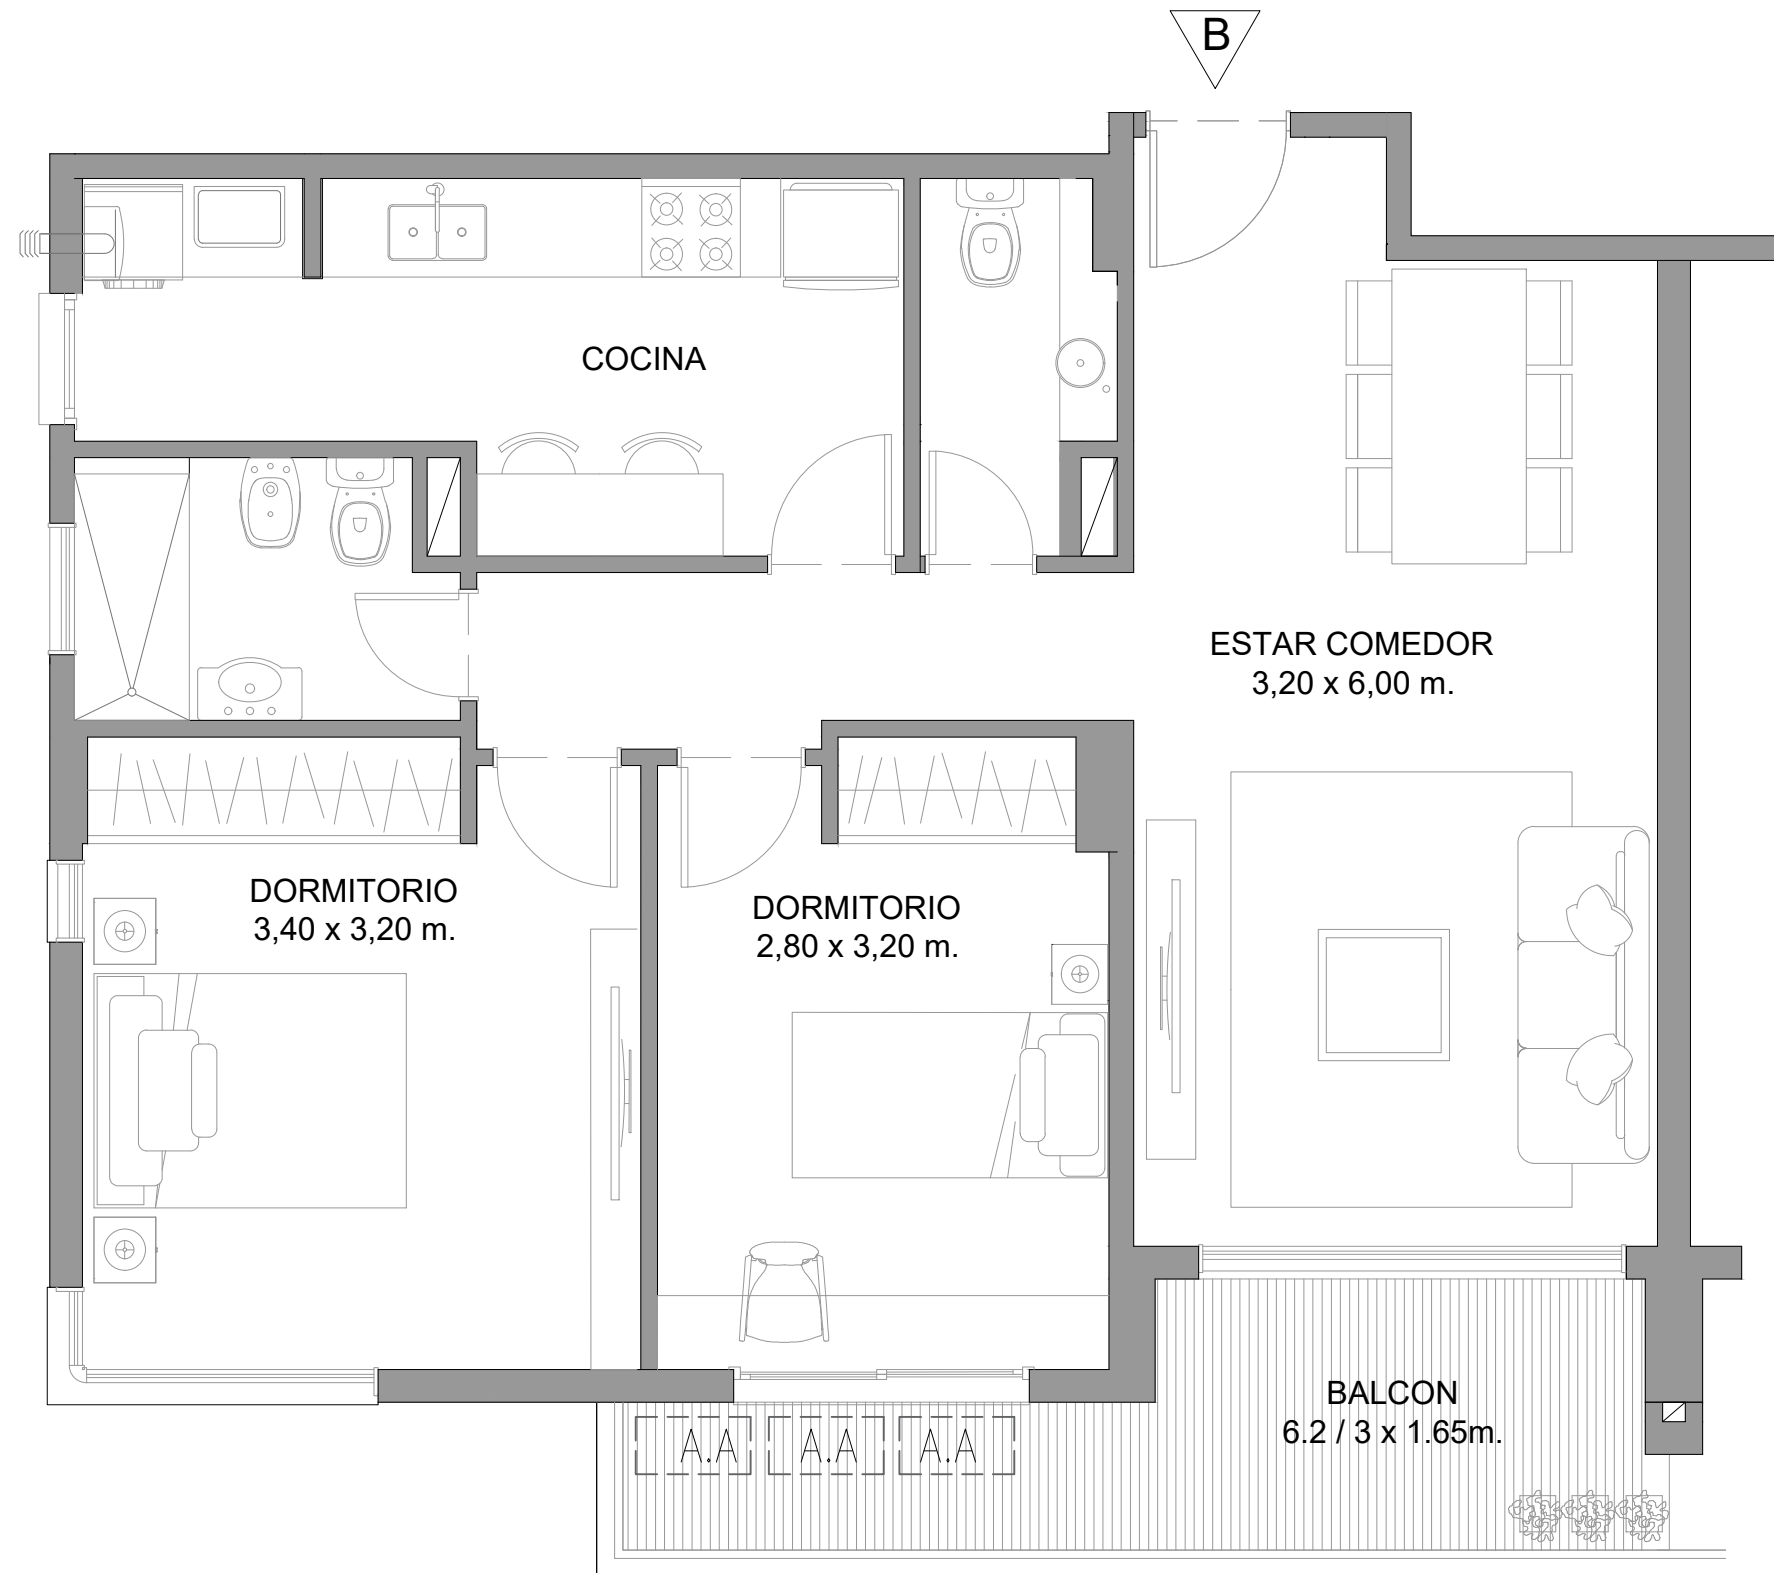 B
COCINA
ESTAR COMEDOR
3,20 x 6,00 m.
DORMITORIO
3,40 x 3,20 m.
DORMITORIO
2,80 x 3,20 m.
BALCON
6.2 / 3 x 1.65m.
A.A A.A A.A